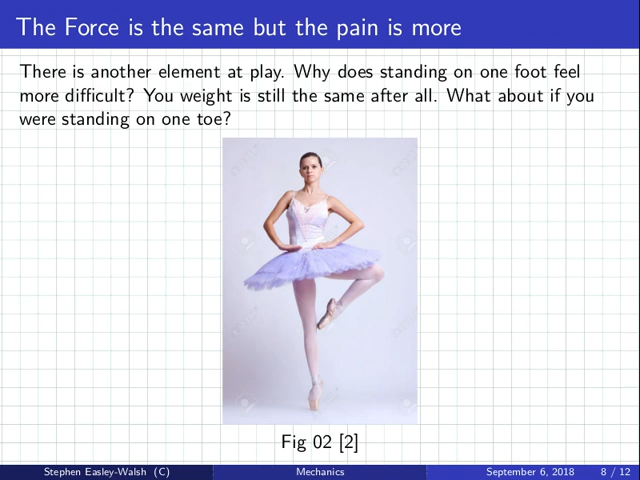 The Force is the same but the pain is more
There is another element at play. Why does standing on one foot feel
more difficult? You weight is still the same after all. What about if you
were standing on one toe?
Fig 02 [2]
Stephen Easley-Walsh (C)
Mechanics
September 6, 2018
8 / 12